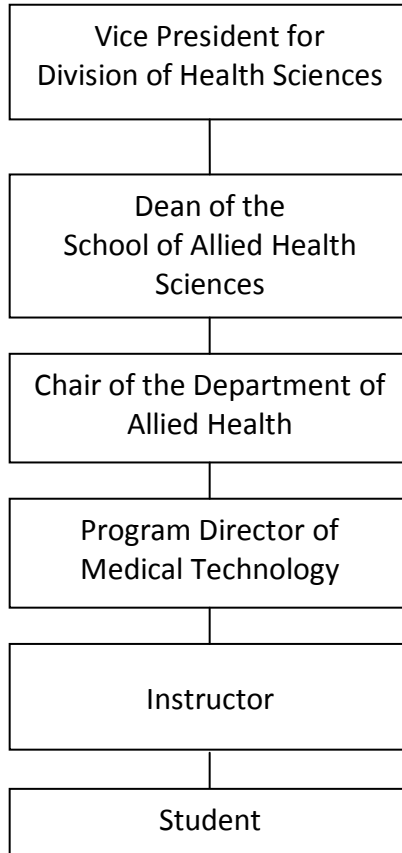 Vice President for
Division of Health Sciences
Dean of the
School of Allied Health
Sciences
Chair of the Department of
Allied Health
Program Director of
Medical Technology
Instructor
Student